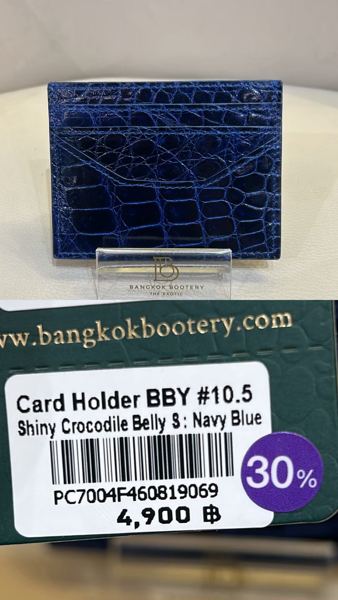 BANGKOK BOOTERY
THE EXOTIC
www.bangkokbootery.com
Card Holder BBY #10.5
Shiny Crocodile Belly S: Navy Blue
30%
PC7004F460819069
4,900 ฿